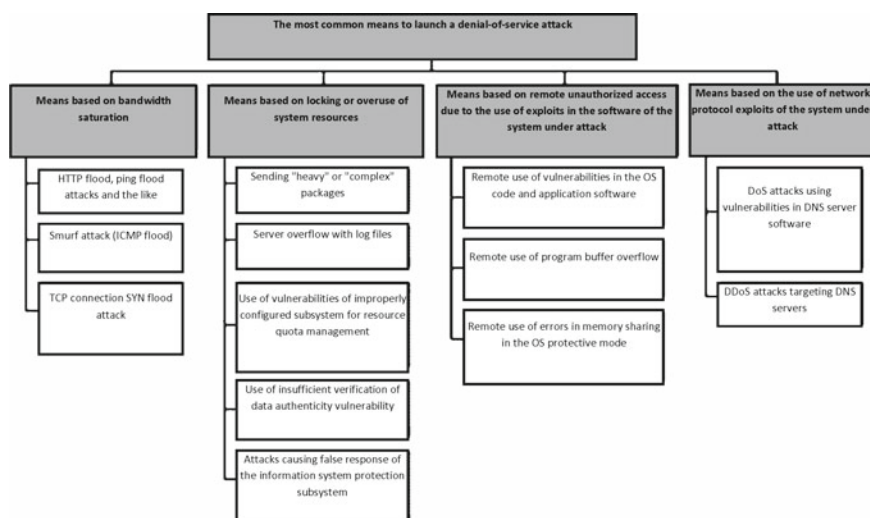 The most common means to launch a denial-of-service attack
Means based on bandwidth
saturation
HTTP flood, ping flood
attacks and the like
Smurf attack (ICMP flood)
TCP connection SYN flood
attack
Means based on locking or overuse of
system resources
Sending "heavy" or "complex"
packages
Server overflow with log files
Use of vulnerabilities of improperly
configured subsystem for resource
quota management
Use of insufficient verification of
data authenticity vulnerability
Attacks causing false response of
the information system protection
subsystem
Means based on remote unauthorized access
due to the use of exploits in the software of the
system under attack
Remote use of vulnerabilities in the OS
code and application software
Remote use of program buffer overflow
Remote use of errors in memory sharing
in the OS protective mode
Means based on the use of network
protocol exploits of the system under
attack
DoS attacks using
vulnerabilities in DNS server
software
DDoS attacks targeting DNS
servers